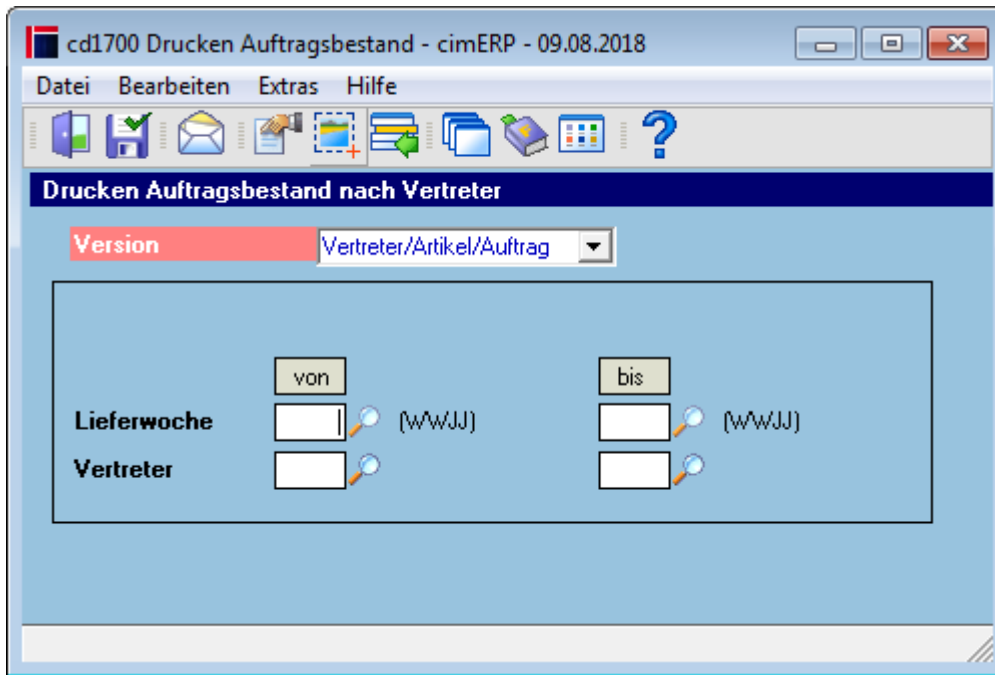 cd1700 Drucken Auftragsbestand - cimERP - 09.08.2018
Datei Bearbeiten Extras Hilfe
Drucken Auftragsbestand nach Vertreter
Version Vertreter/Artikel/Auftrag
von bis
Lieferwoche (WWJJ) (WWJJ)
Vertreter